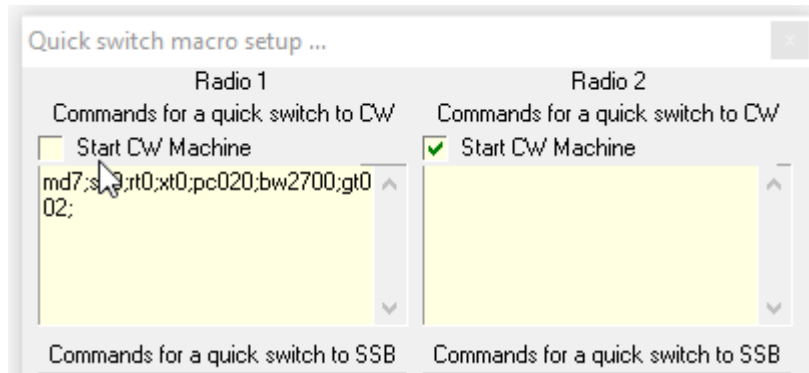 Quick switch macro setup ...
Radio 1
Radio 2
Commands for a quick switch to CW
Commands for a quick switch to CW
Start CW Machine
Start CW Machine
md7; ;rt0;xt0;pc020;bw2700;gt0
02;
Commands for a quick switch to SSB
Commands for a quick switch to SSB